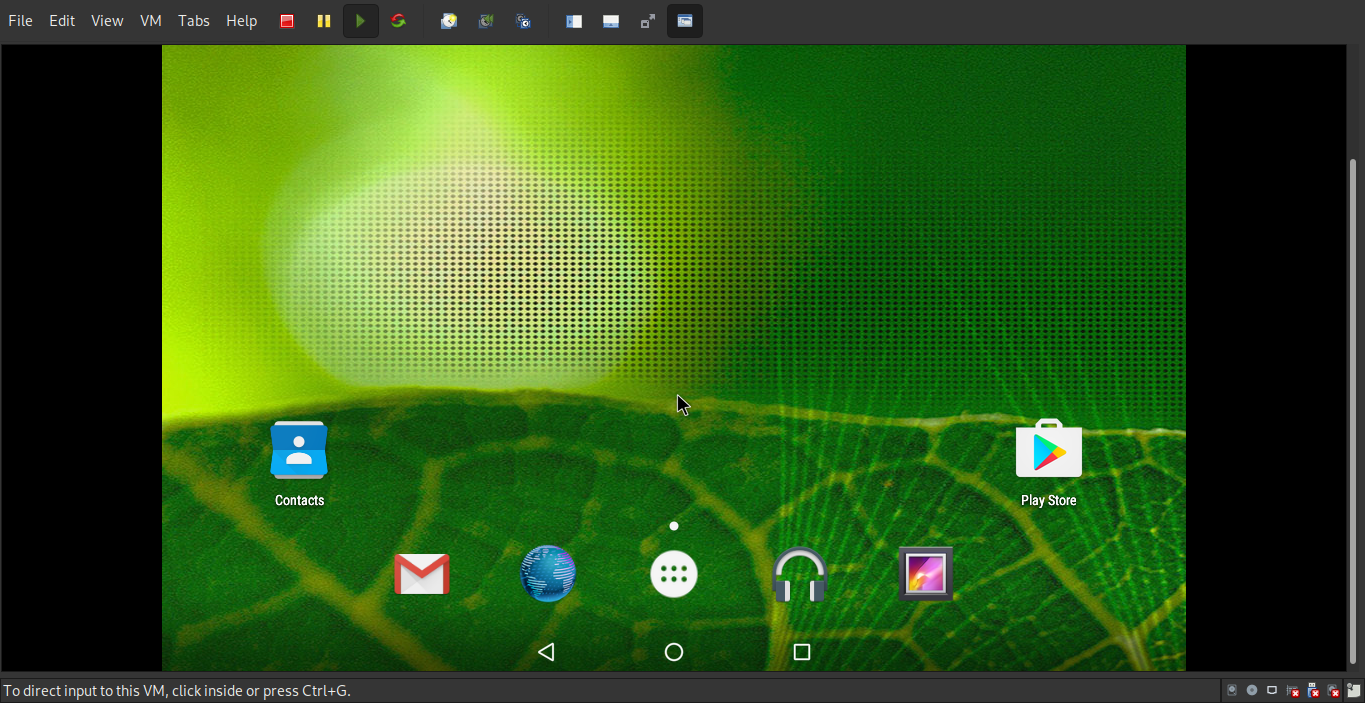 File Edit View VM Tabs Help
Contacts
Play Store
To direct input to this VM, click inside or press Ctrl+G.